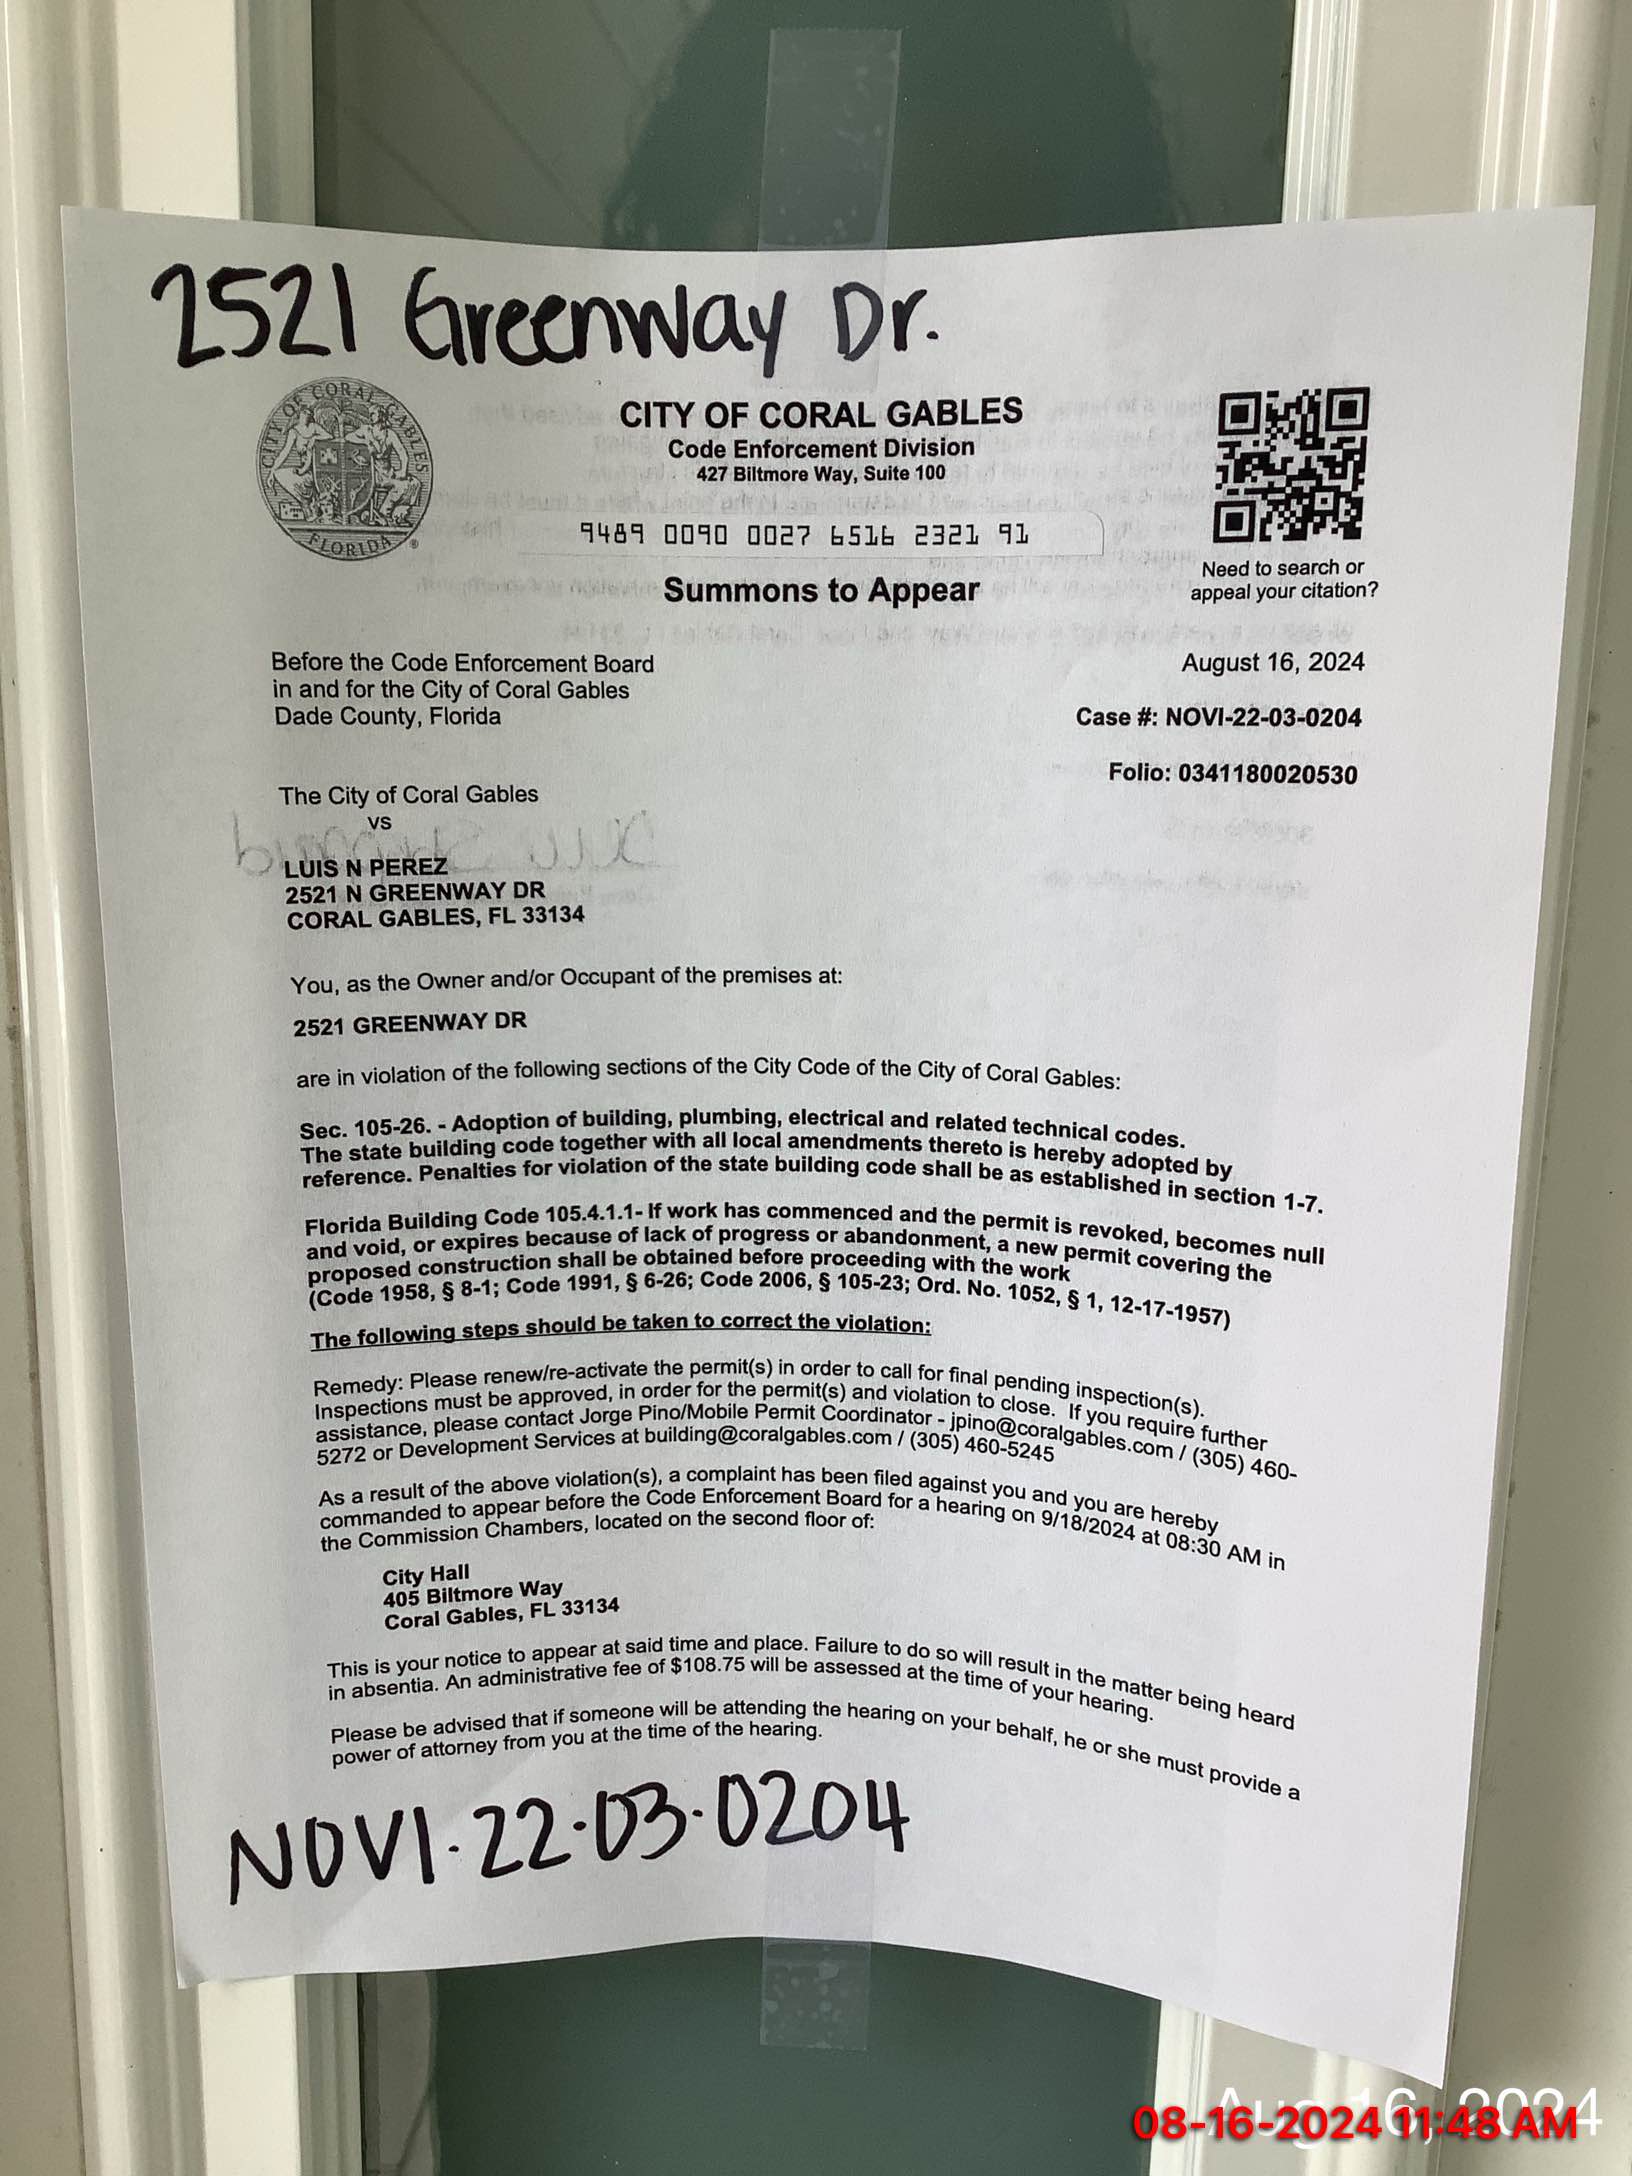 2521 Greenway Dr.
CITY OF CORAL GABLES
FLORIDA
CITY OF CORAL GABLES
Code Enforcement Division
427 Biltmore Way, Suite 100
9489 0090 0027 6516 2321 91
Summons to Appear
Need to search or
appeal your citation?
Before the Code Enforcement Board
in and for the City of Coral Gables
Dade County, Florida
August 16, 2024
Case #: NOVI-22-03-0204
Folio: 0341180020530
The City of Coral Gables
vs
LUIS N PEREZ
2521 N GREENWAY DR
CORAL GABLES, FL 33134
You, as the Owner and/or Occupant of the premises at:
2521 GREENWAY DR
are in violation of the following sections of the City Code of the City of Coral Gables:
Sec. 105-26. - Adoption of building, plumbing, electrical and related technical codes.
The state building code together with all local amendments thereto is hereby adopted by
reference. Penalties for violation of the state building code shall be as established in section 1-7.
Florida Building Code 105.4.1.1- If work has commenced and the permit is revoked, becomes null
and void, or expires because of lack of progress or abandonment, a new permit covering the
proposed construction shall be obtained before proceeding with the work
(Code 1958, § 8-1; Code 1991, § 6-26; Code 2006, § 105-23; Ord. No. 1052, § 1, 12-17-1957)
The following steps should be taken to correct the violation:
Remedy: Please renew/re-activate the permit(s) in order to call for final pending inspection(s).
Inspections must be approved, in order for the permit(s) and violation to close. If you require further
assistance, please contact Jorge Pino/Mobile Permit Coordinator - jpino@coralgables.com / (305) 460-
5272 or Development Services at building@coralgables.com / (305) 460-5245
As a result of the above violation(s), a complaint has been filed against you and you are hereby
commanded to appear before the Code Enforcement Board for a hearing on 9/18/2024 at 08:30 AM in
the Commission Chambers, located on the second floor of:
City Hall
405 Biltmore Way
Coral Gables, FL 33134
This is your notice to appear at said time and place. Failure to do so will result in the matter being heard
in absentia. An administrative fee of $108.75 will be assessed at the time of your hearing.
Please be advised that if someone will be attending the hearing on your behalf, he or she must provide a
power of attorney from you at the time of the hearing.
NOVI-22-03-0204
Aug 16, 2024
08-16-2024 11:48 AM